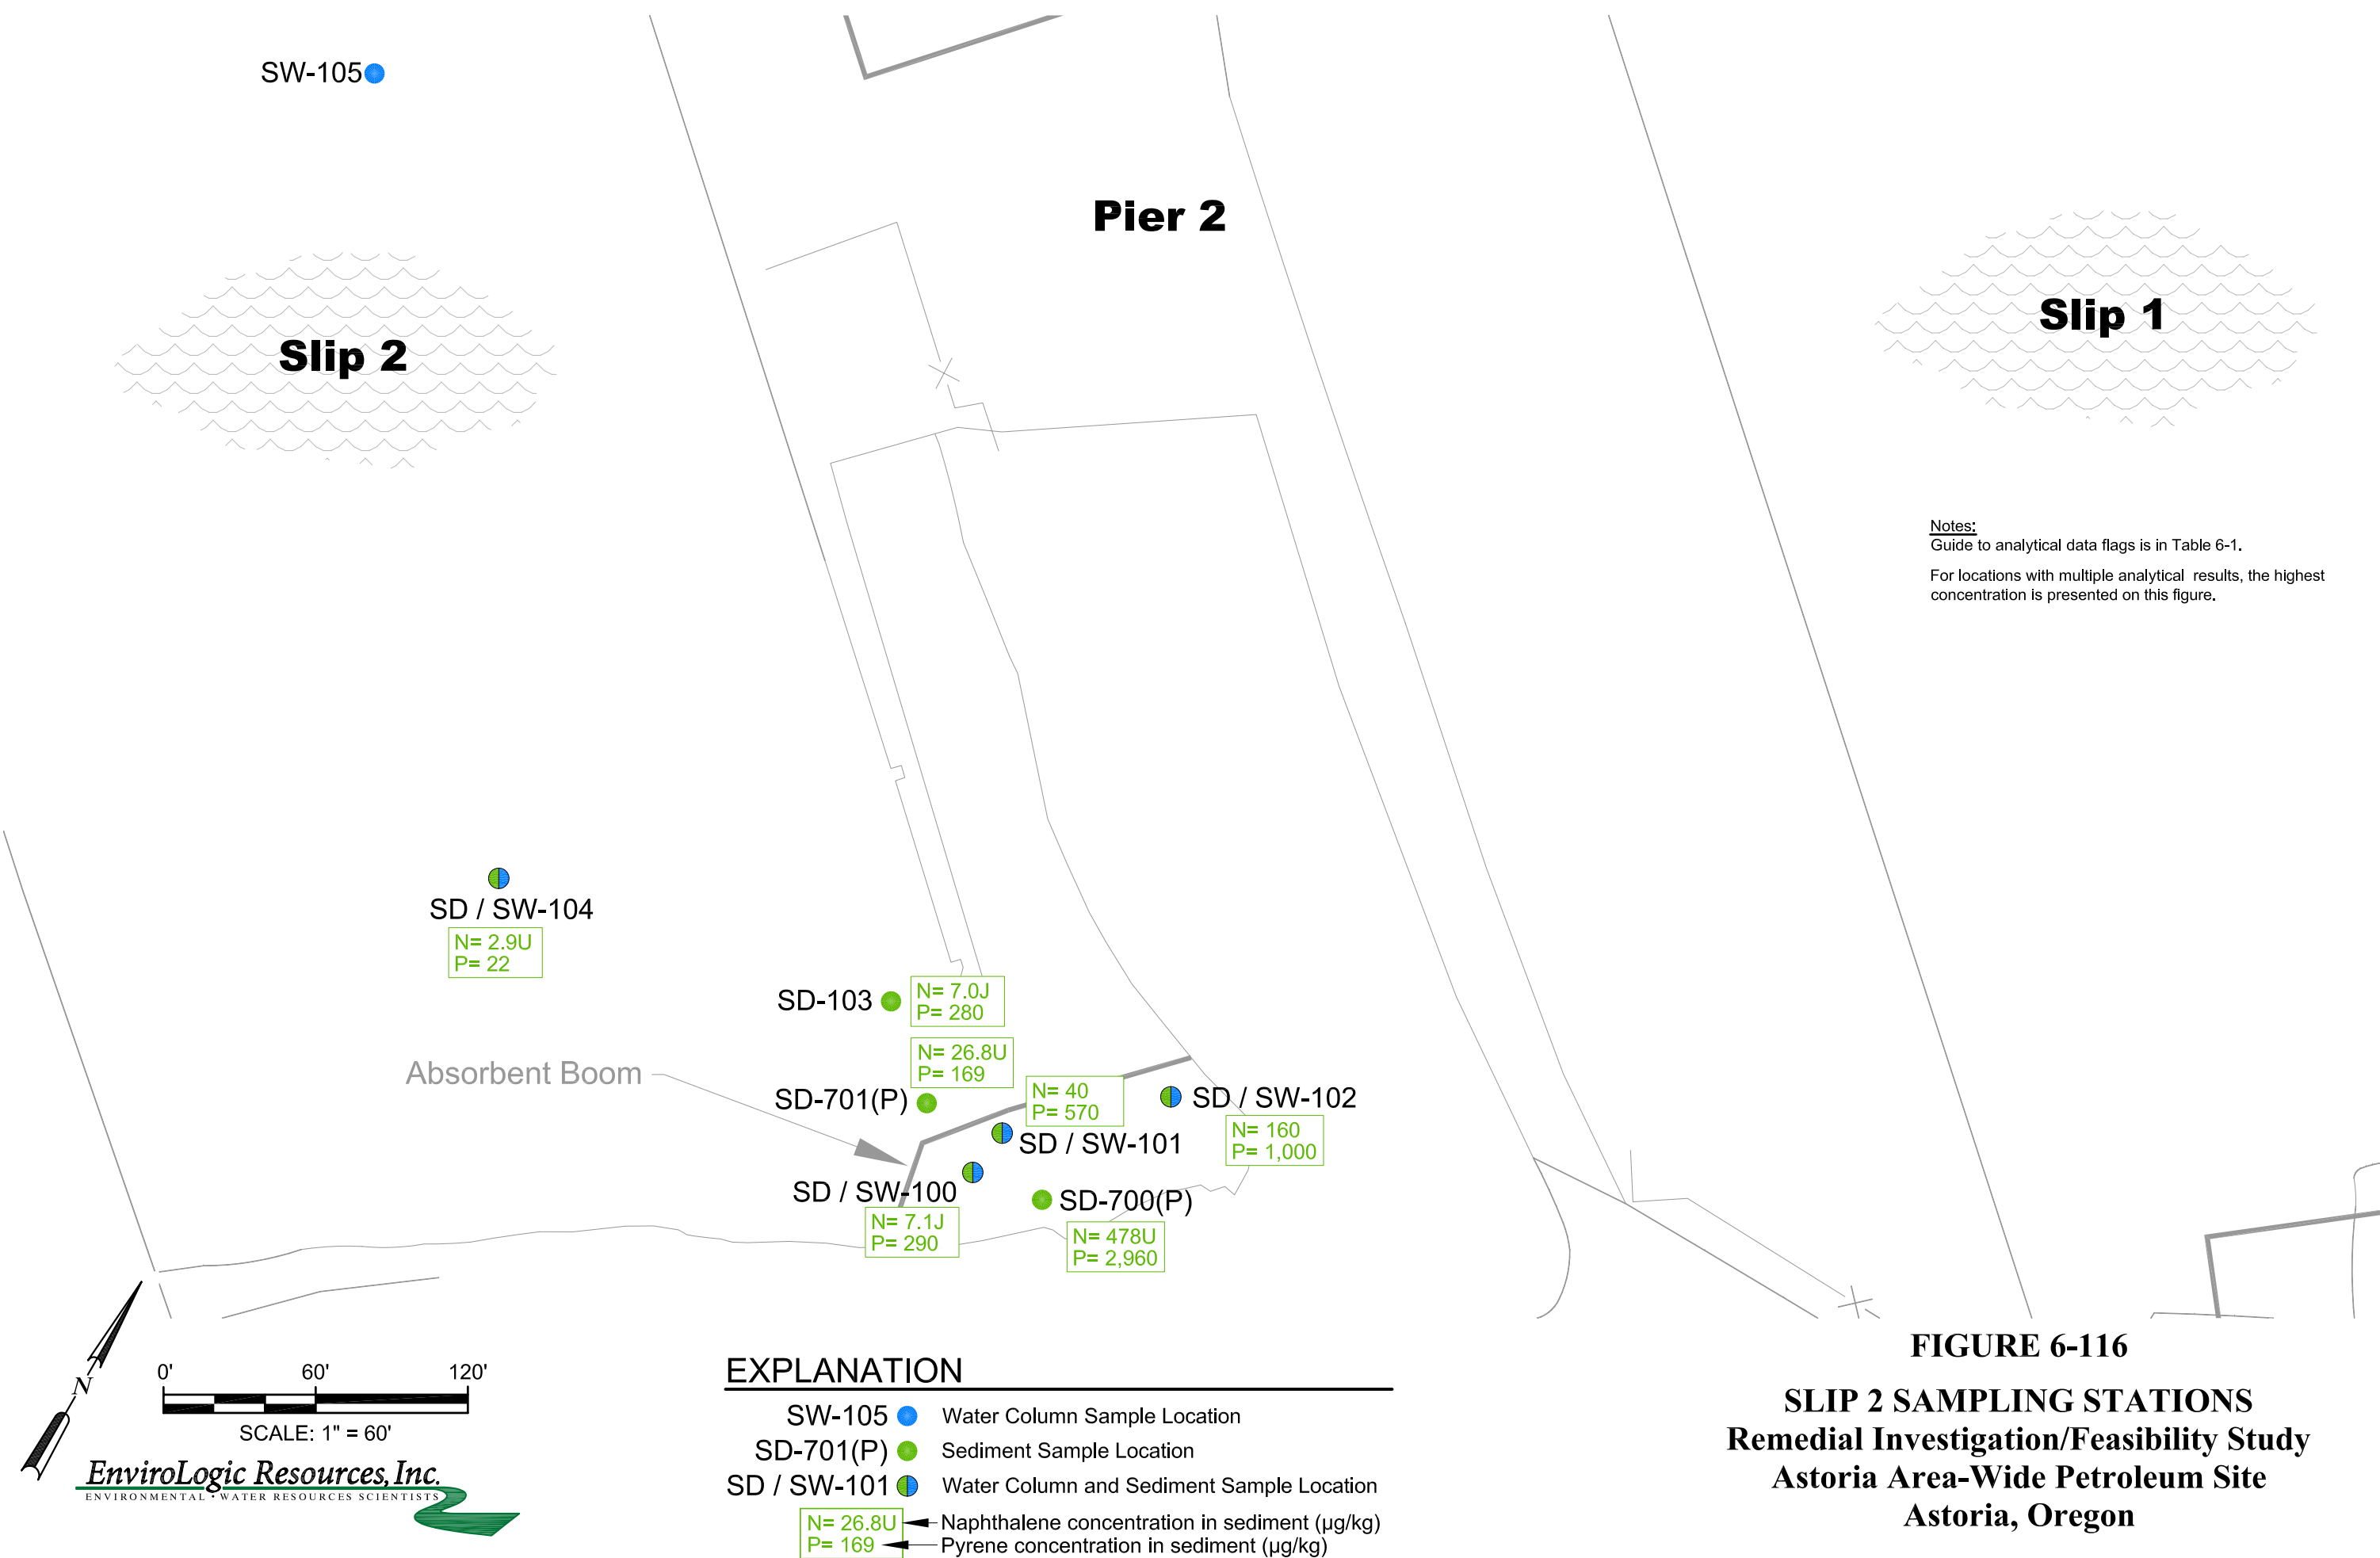 SW-105
Pier 2
Slip 2
Slip 1
Notes:
Guide to analytical data flags is in Table 6-1.
For locations with multiple analytical results, the highest
concentration is presented on this figure.
SD / SW-104
N= 2.9U
P= 22
SD-103
N= 7.0J
P= 280
Absorbent Boom
N= 26.8U
P= 169
SD-701(P)
N= 40
P= 570
SD / SW-102
N= 160
P= 1,000
SD / SW-101
SD / SW-100
N= 7.1J
P= 290
SD-700(P)
N= 478U
P= 2,960
N
0' 60' 120'
SCALE: 1" = 60'
EnviroLogic Resources, Inc.
ENVIRONMENTAL • WATER RESOURCES SCIENTISTS
EXPLANATION
SW-105 Water Column Sample Location
SD-701(P) Sediment Sample Location
SD / SW-101 Water Column and Sediment Sample Location
N= 26.8U Naphthalene concentration in sediment (µg/kg)
P= 169 Pyrene concentration in sediment (µg/kg)
FIGURE 6-116
SLIP 2 SAMPLING STATIONS
Remedial Investigation/Feasibility Study
Astoria Area-Wide Petroleum Site
Astoria, Oregon